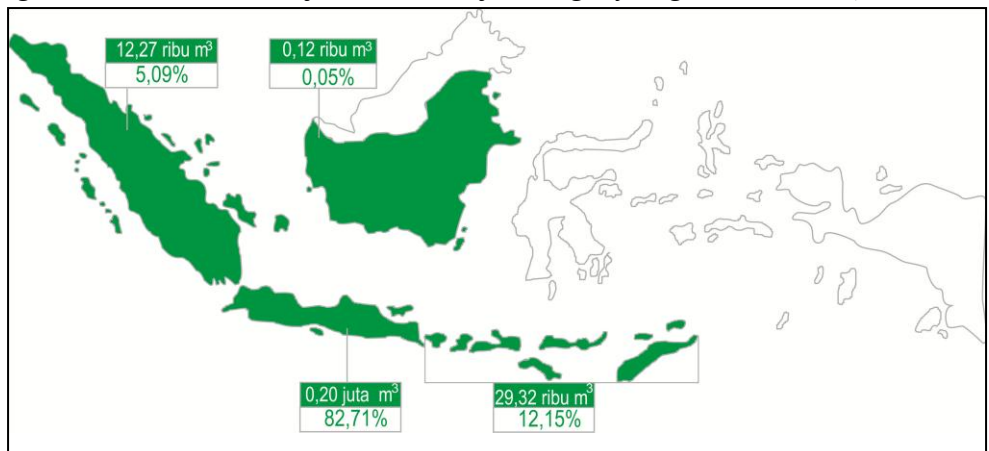 12,27 ribu m³
5,09%
0,12 ribu m³
0,05%
0,20 juta m³
82,71%
29,32 ribu m³
12,15%